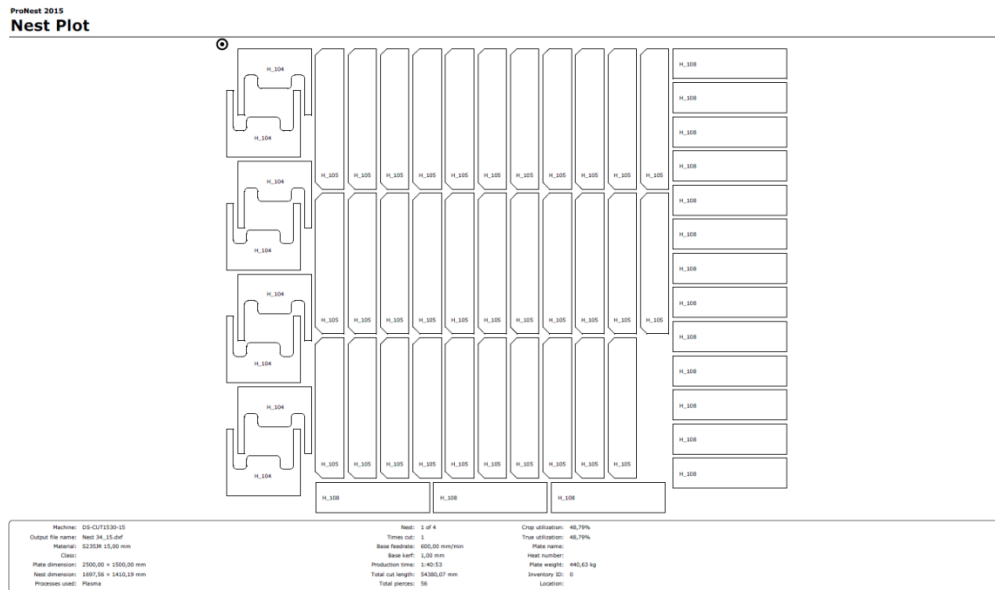 ProNest 2015
Nest Plot
H_108
H_104
H_108
H_108
H_104
H_108
H_105 H_105 H_105 H_105 H_105 H_105 H_105 H_105 H_105 H_105 H_105
H_104
H_108
H_108
H_104
H_108
H_104
H_108
H_105 H_105 H_105 H_105 H_105 H_105 H_105 H_105 H_105 H_105 H_105
H_108
H_104
H_108
H_104 H_108
H_108
H_105 H_105 H_105 H_105 H_105 H_105 H_105 H_105 H_105 H_105
H_104 H_108
H_108 H_108 H_108
Machine: DS-CUT1530-15
Output file name: Nest 34_15.dxf
Material: S235JR 15,00 mm
Class:
Plate dimension: 2500,00 × 1500,00 mm
Nest dimension: 1697,56 × 1410,19 mm
Processes used: Plasma
Nest: 1 of 4
Times cut: 1
Base feedrate: 600,00 mm/min
Base kerf: 1,00 mm
Production time: 1:40:53
Total cut length: 54380,07 mm
Total pierces: 56
Crop utilization: 48,79%
True utilization: 48,79%
Plate name:
Heat number:
Plate weight: 440,63 kg
Inventory ID: 0
Location: